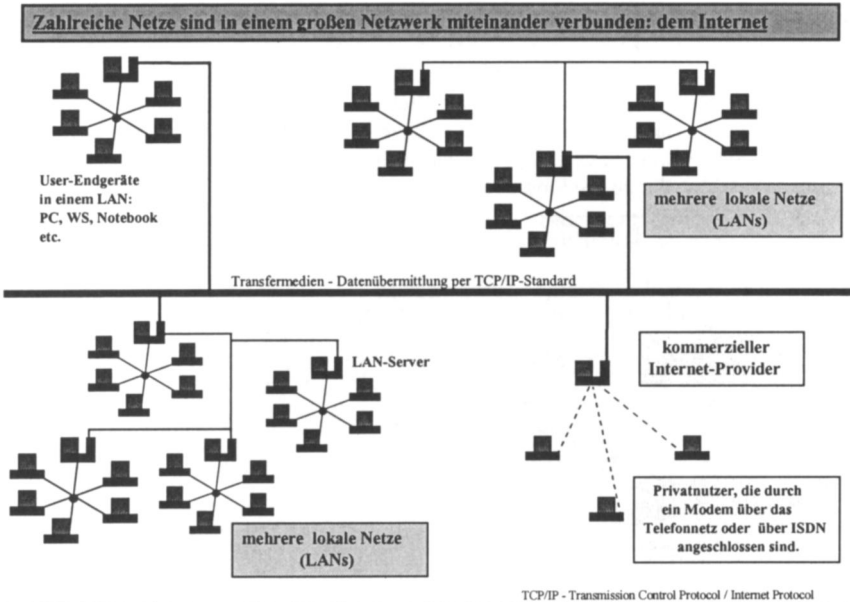 Zahlreiche Netze sind in einem großen Netzwerk miteinander verbunden: dem Internet
User-Endgeräte
in einem LAN:
PC, WS, Notebook
etc.
mehrere lokale Netze
(LANs)
Transfermedien - Datenübermittlung per TCP/IP-Standard
LAN-Server
kommerzieller
Internet-Provider
mehrere lokale Netze
(LANs)
Privatnutzer, die durch
ein Modem über das
Telefonnetz oder über ISDN
angeschlossen sind.
TCP/IP - Transmission Control Protocol / Internet Protocol